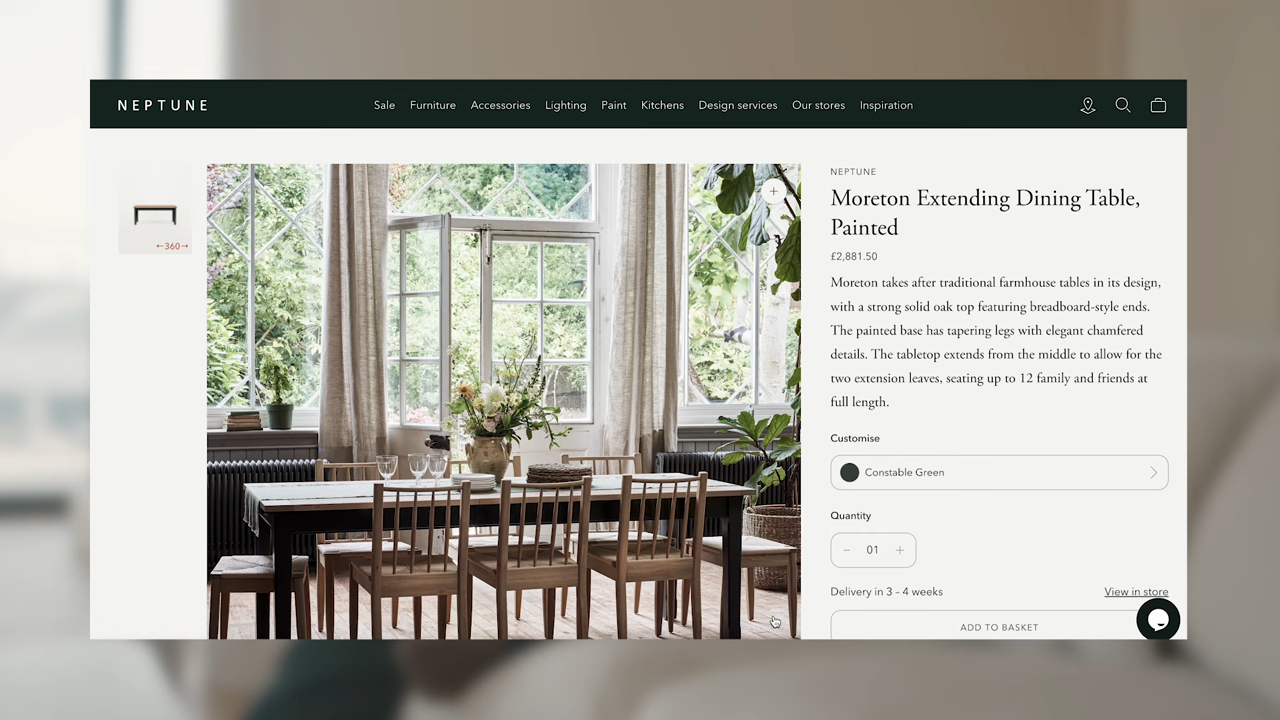 NEPTUNE
Sale Furniture Accessories Lighting Paint Kitchens Design services Our stores Inspiration
←360→
NEPTUNE
Moreton Extending Dining Table,
Painted
£2,881.50
Moreton takes after traditional farmhouse tables in its design,
with a strong solid oak top featuring breadboard-style ends.
The painted base has tapering legs with elegant chamfered
details. The tabletop extends from the middle to allow for the
two extension leaves, seating up to 12 family and friends at
full length.
Customise
Constable Green
Quantity
− 01 +
Delivery in 3 – 4 weeks View in store
ADD TO BASKET